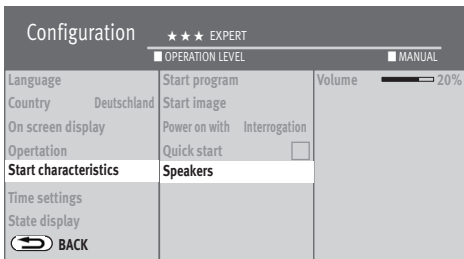 Configuration ★★★ EXPERT
OPERATION LEVEL MANUAL
Language Start program Volume 20%
Country Deutschland Start image
On screen display Power on with Interrogation
Opertation Quick start
Start characteristics Speakers
Time settings
State display
BACK